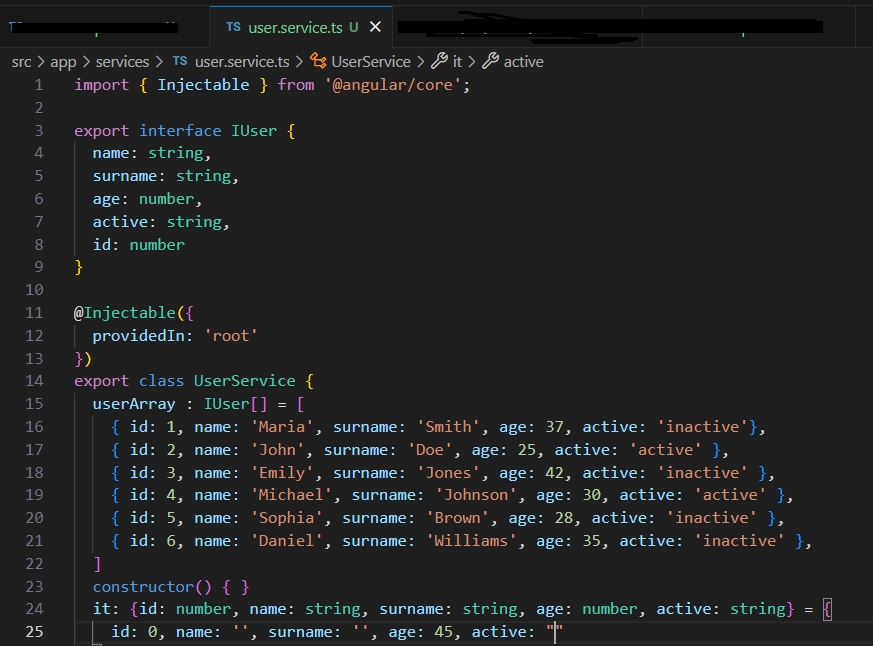 TS user.service.ts U ×
src > app > services > TS user.service.ts > UserService > it > active
1 import { Injectable } from '@angular/core';
2
3 export interface IUser {
4 name: string,
5 surname: string,
6 age: number,
7 active: string,
8 id: number
9 }
10
11 @Injectable({
12 providedIn: 'root'
13 })
14 export class UserService {
15 userArray : IUser[] = [
16 { id: 1, name: 'Maria', surname: 'Smith', age: 37, active: 'inactive'},
17 { id: 2, name: 'John', surname: 'Doe', age: 25, active: 'active' },
18 { id: 3, name: 'Emily', surname: 'Jones', age: 42, active: 'inactive' },
19 { id: 4, name: 'Michael', surname: 'Johnson', age: 30, active: 'active' },
20 { id: 5, name: 'Sophia', surname: 'Brown', age: 28, active: 'inactive' },
21 { id: 6, name: 'Daniel', surname: 'Williams', age: 35, active: 'inactive' },
22 ]
23 constructor() { }
24 it: {id: number, name: string, surname: string, age: number, active: string} = {
25 id: 0, name: '', surname: '', age: 45, active: ''